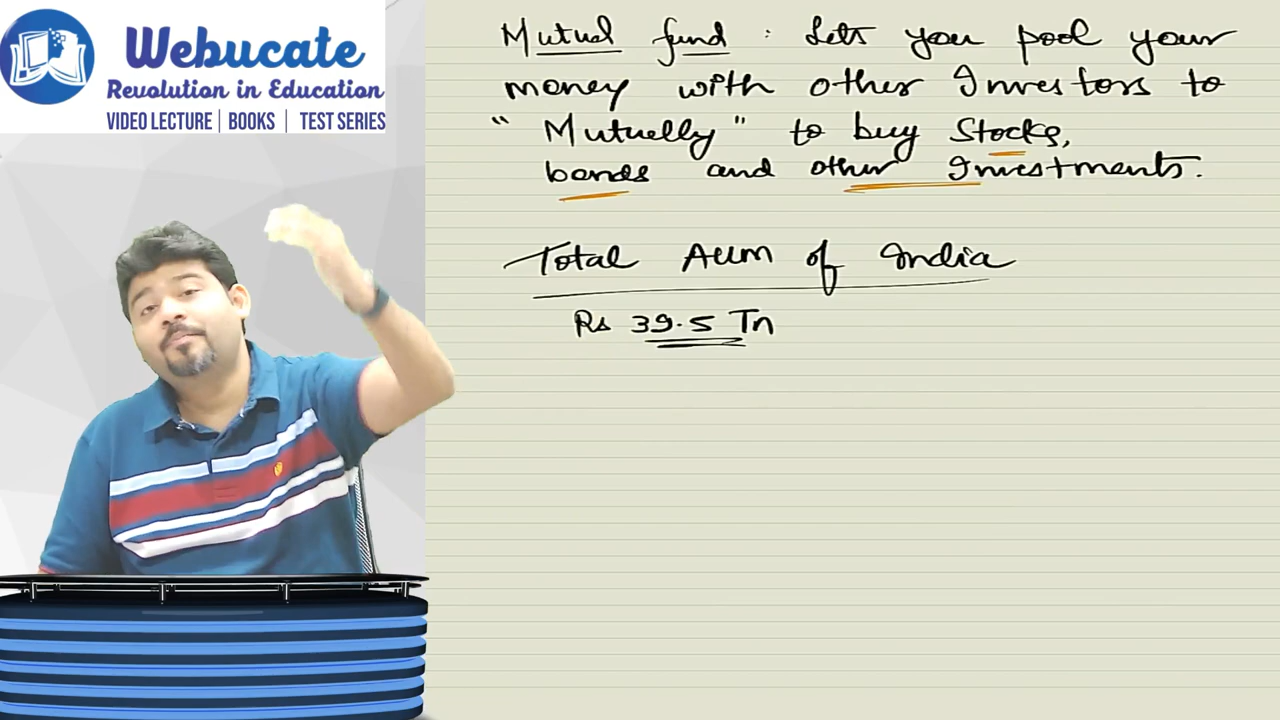 Webucate
Revolution in Education
VIDEO LECTURE | BOOKS | TEST SERIES
Mutual fund : Lets you pool your
money with other Investors to
"Mutually" to buy Stocks,
bonds and other Investments.
Total AUM of India
Rs 39.5 Tn